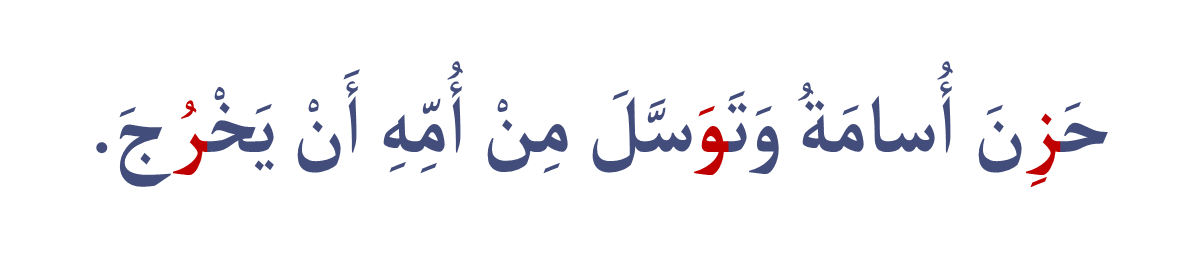 حَزِنَ أُسامَةُ وَتَوَسَّلَ مِنْ أُمِّهِ أَنْ يَخْرُجَ.